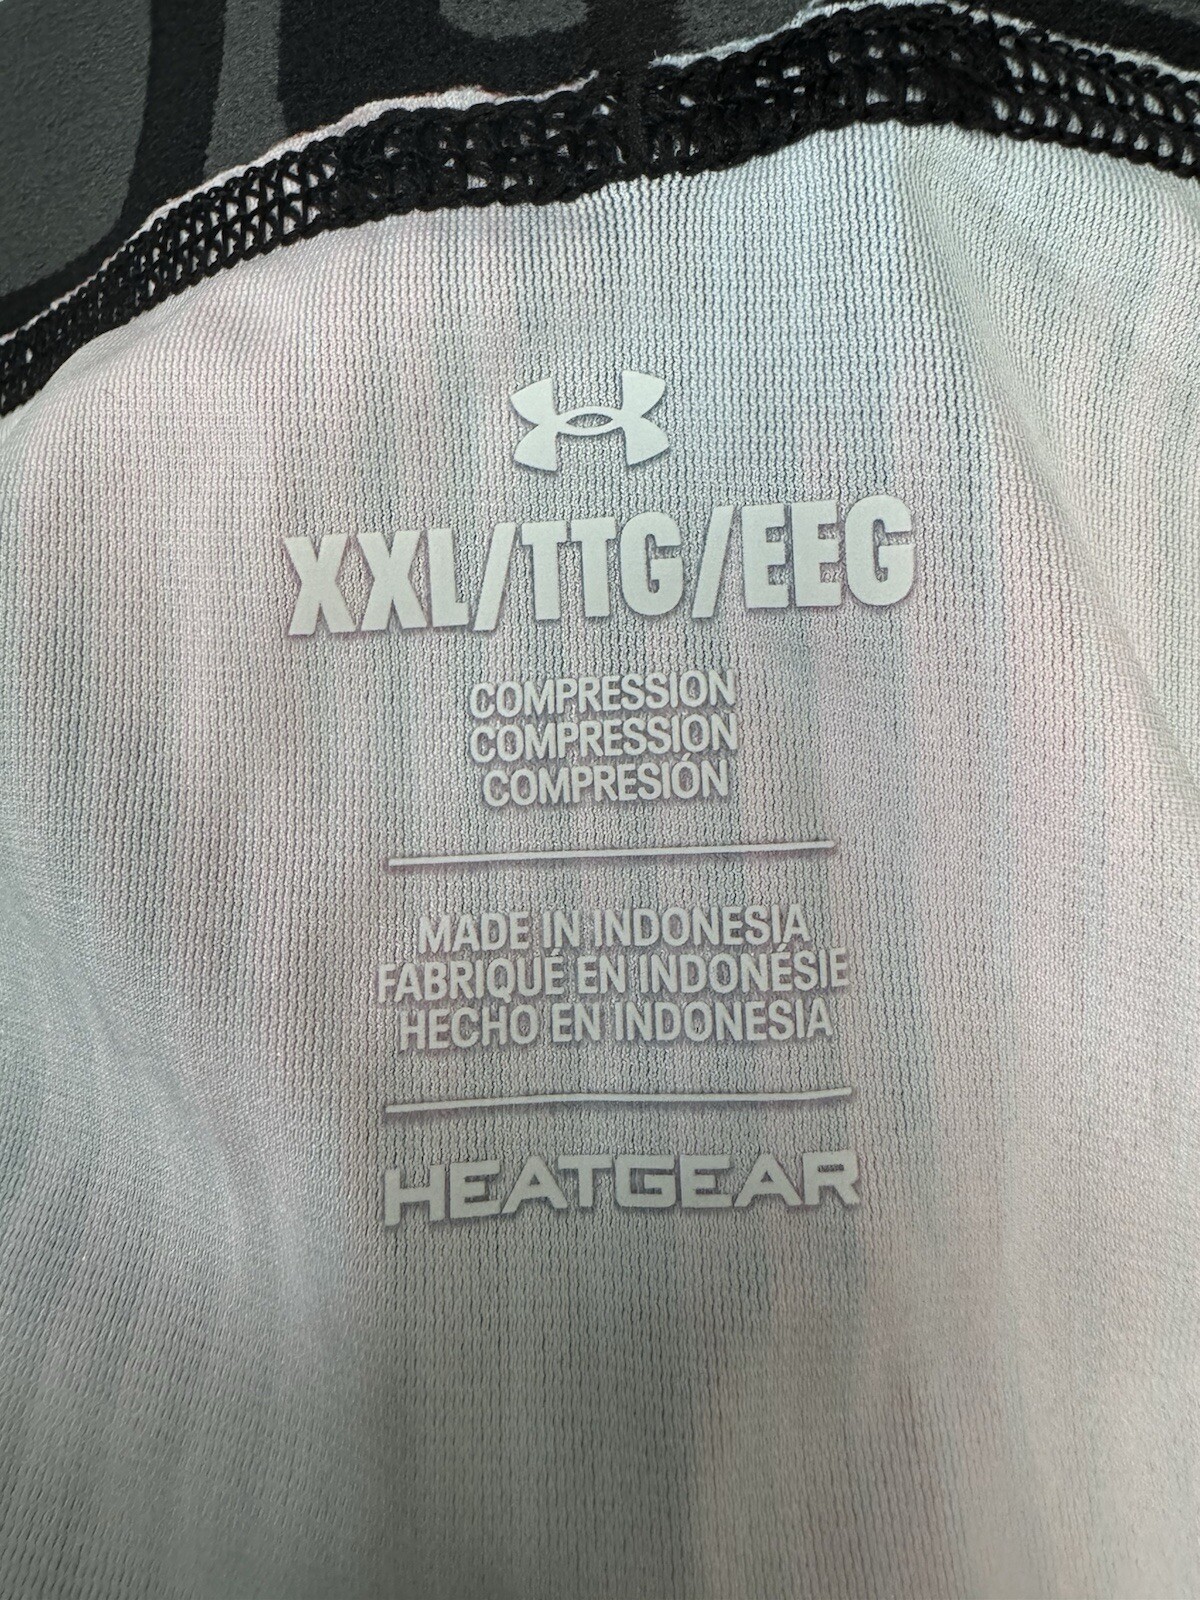 XXL/TTG/EEG
COMPRESSION
COMPRESSION
COMPRESIÓN
MADE IN INDONESIA
FABRIQUÉ EN INDONÉSIE
HECHO EN INDONESIA
HEATGEAR